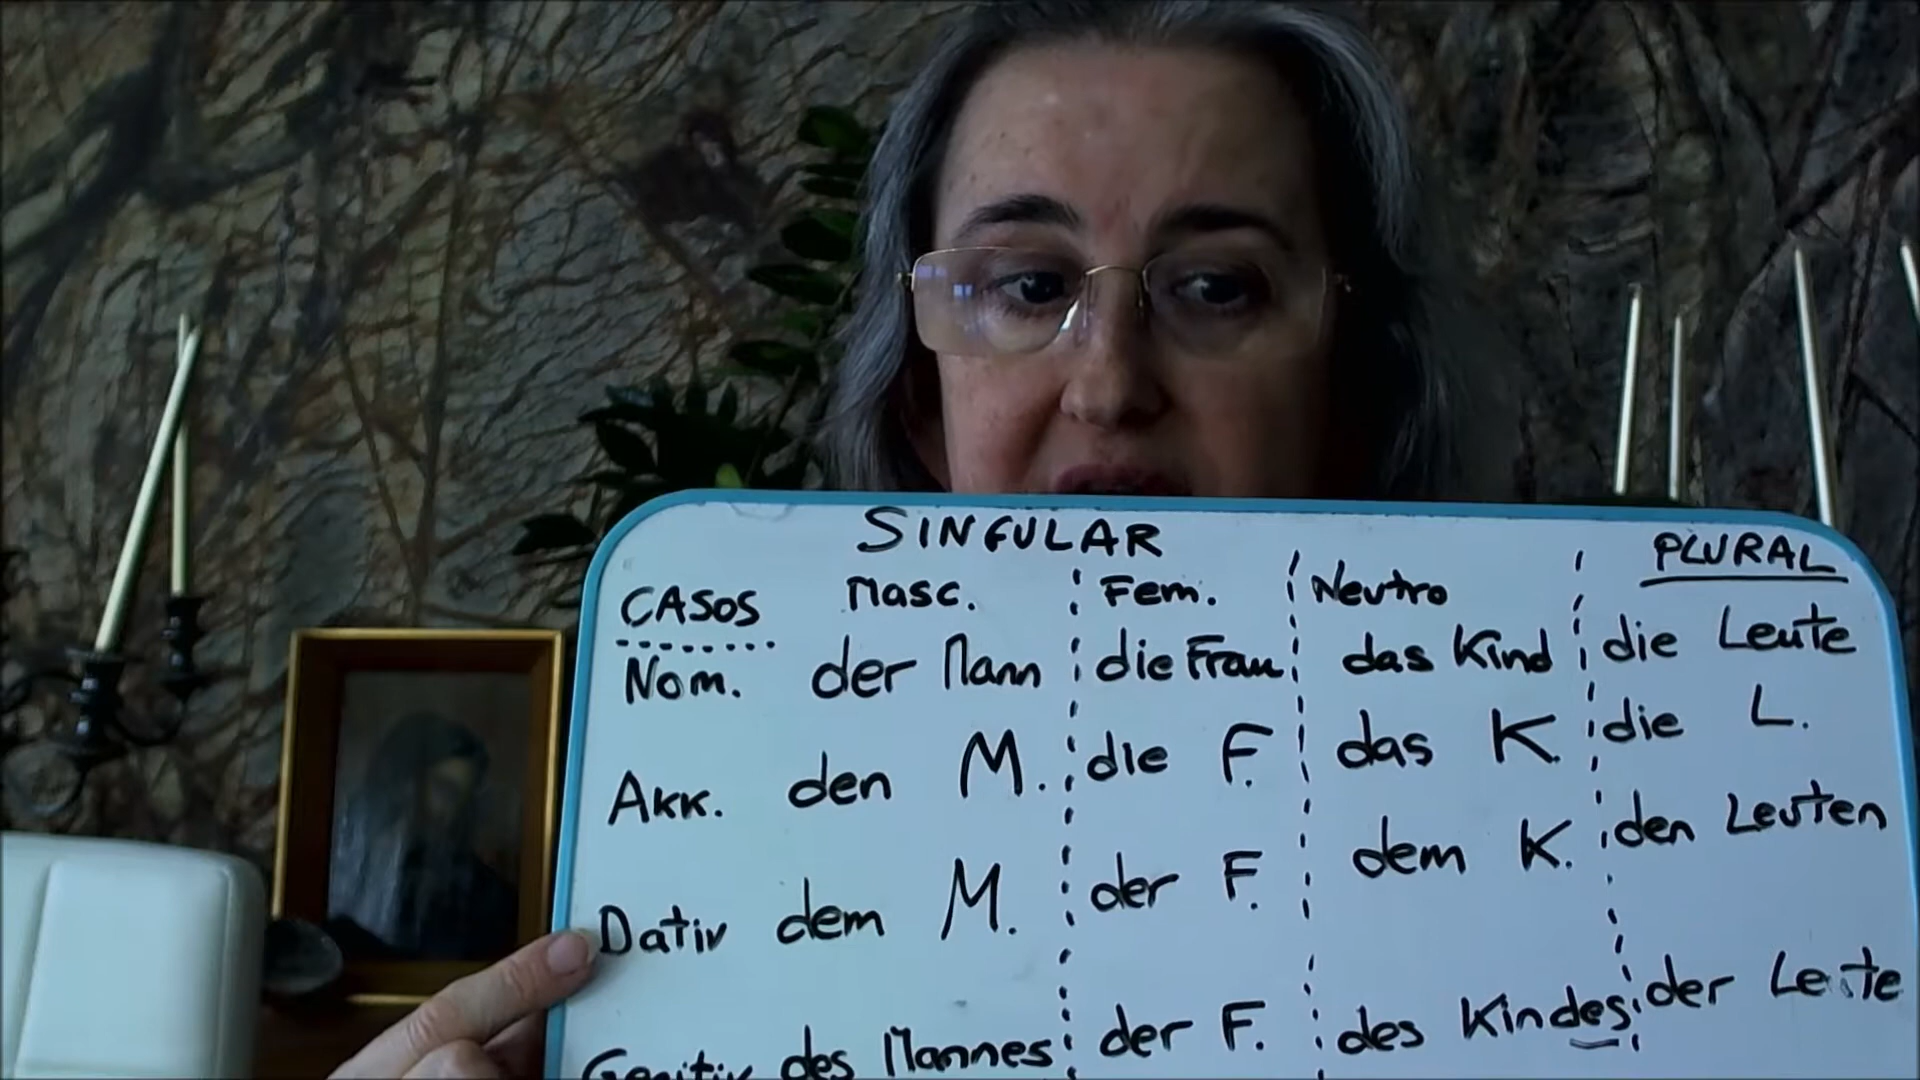 SINGULAR PLURAL
CASOS Masc. Fem. Neutro
Nom. der Mann die Frau das Kind die Leute
Akk. den M. die F. das K. die L.
Dativ dem M. der F. dem K. den Leuten
Genitiv des Mannes der F. des Kindes der Leute